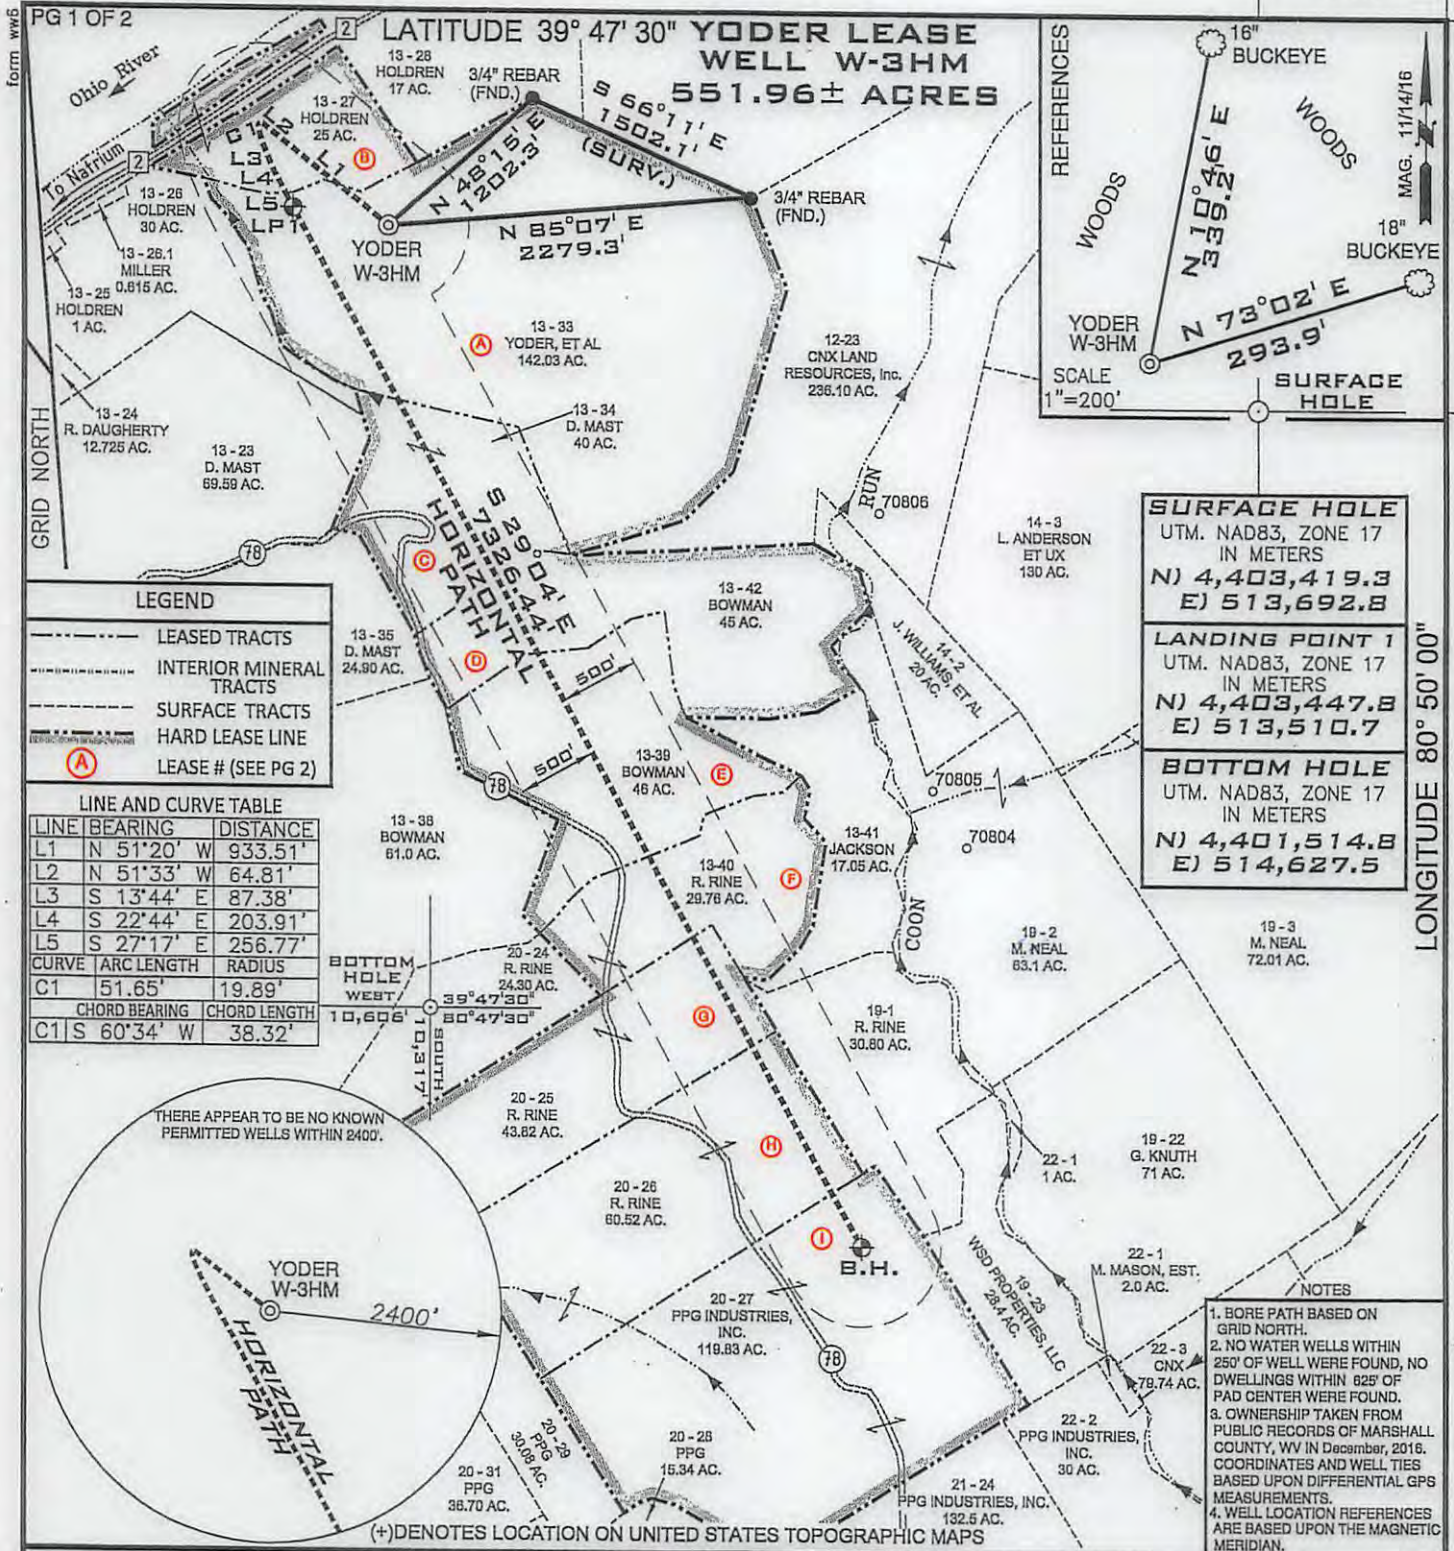 form ww6
PG 1 OF 2
LATITUDE 39° 47' 30"
YODER LEASE
WELL W-3HM
551.96± ACRES
Ohio River
To Natrium
2
2
13 - 28
HOLDREN
17 AC.
3/4" REBAR
(FND.)
S 66°11' E
1502.1'
(SURV.)
13 - 27
HOLDREN
25 AC.
B
C1
L2
L3
L1
L4
L5
LP1
N 48°15' E
1202.3'
3/4" REBAR
(FND.)
N 85°07' E
2279.3'
YODER
W-3HM
13 - 26
HOLDREN
30 AC.
13 - 26.1
MILLER
0.615 AC.
13 - 25
HOLDREN
1 AC.
REFERENCES
16"
BUCKEYE
WOODS
WOODS
MAG. 11/14/16
N 10°46' E
339.2'
18"
BUCKEYE
YODER
W-3HM
N 73°02' E
293.9'
SCALE
1"=200'
SURFACE
HOLE
13 - 33
YODER, ET AL
142.03 AC.
A
12-23
CNX LAND
RESOURCES, Inc.
236.10 AC.
13 - 24
R. DAUGHERTY
12.725 AC.
13 - 34
D. MAST
40 AC.
13 - 23
D. MAST
69.59 AC.
GRID NORTH
78
C
S 29°04' E
7326.44'
HORIZONTAL
PATH
RUN
70806
14 - 3
L. ANDERSON
ET UX
130 AC.
SURFACE HOLE
UTM. NAD83, ZONE 17
IN METERS
N) 4,403,419.3
E) 513,692.8
LANDING POINT 1
UTM. NAD83, ZONE 17
IN METERS
N) 4,403,447.8
E) 513,510.7
BOTTOM HOLE
UTM. NAD83, ZONE 17
IN METERS
N) 4,401,514.8
E) 514,627.5
LONGITUDE 80° 50' 00"
LEGEND
LEASED TRACTS
INTERIOR MINERAL
TRACTS
SURFACE TRACTS
HARD LEASE LINE
A
LEASE # (SEE PG 2)
13 - 35
D. MAST
24.90 AC.
D
13 - 42
BOWMAN
45 AC.
14 - 2
J. WILLIAMS, ET AL
20 AC.
500'
500'
78
13-39
BOWMAN
46 AC.
E
70805
13 - 38
BOWMAN
61.0 AC.
13-41
JACKSON
17.05 AC.
70804
13-40
R. RINE
29.76 AC.
F
COON
LINE AND CURVE TABLE
LINE BEARING DISTANCE
L1 N 51°20' W 933.51'
L2 N 51°33' W 64.81'
L3 S 13°44' E 87.38'
L4 S 22°44' E 203.91'
L5 S 27°17' E 256.77'
CURVE ARC LENGTH RADIUS
C1 51.65' 19.89'
CHORD BEARING CHORD LENGTH
C1 S 60°34' W 38.32'
BOTTOM
HOLE
WEST
10,606'
39°47'30"
80°47'30"
SOUTH
10,317'
20 - 24
R. RINE
24.30 AC.
19 - 2
M. NEAL
63.1 AC.
19 - 3
M. NEAL
72.01 AC.
G
19-1
R. RINE
30.80 AC.
20 - 25
R. RINE
43.82 AC.
THERE APPEAR TO BE NO KNOWN
PERMITTED WELLS WITHIN 2400'.
H
22 - 1
1 AC.
19 - 22
G. KNUTH
71 AC.
20 - 26
R. RINE
60.52 AC.
I
B.H.
YODER
W-3HM
2400'
HORIZONTAL
PATH
19 - 23
WSD PROPERTIES, LLC
28.4 AC.
22 - 1
M. MASON, EST.
2.0 AC.
20 - 27
PPG INDUSTRIES,
INC.
119.83 AC.
78
22 - 3
CNX
79.74 AC.
22 - 2
PPG INDUSTRIES,
INC.
30 AC.
20 - 29
PPG
30.08 AC.
20 - 28
PPG
15.34 AC.
20 - 31
PPG
36.70 AC.
21 - 24
PPG INDUSTRIES, INC.
132.5 AC.
NOTES
1. BORE PATH BASED ON
GRID NORTH.
2. NO WATER WELLS WITHIN
250' OF WELL WERE FOUND, NO
DWELLINGS WITHIN 625' OF
PAD CENTER WERE FOUND.
3. OWNERSHIP TAKEN FROM
PUBLIC RECORDS OF MARSHALL
COUNTY, WV IN December, 2016.
COORDINATES AND WELL TIES
BASED UPON DIFFERENTIAL GPS
MEASUREMENTS.
4. WELL LOCATION REFERENCES
ARE BASED UPON THE MAGNETIC
MERIDIAN.
(+)DENOTES LOCATION ON UNITED STATES TOPOGRAPHIC MAPS